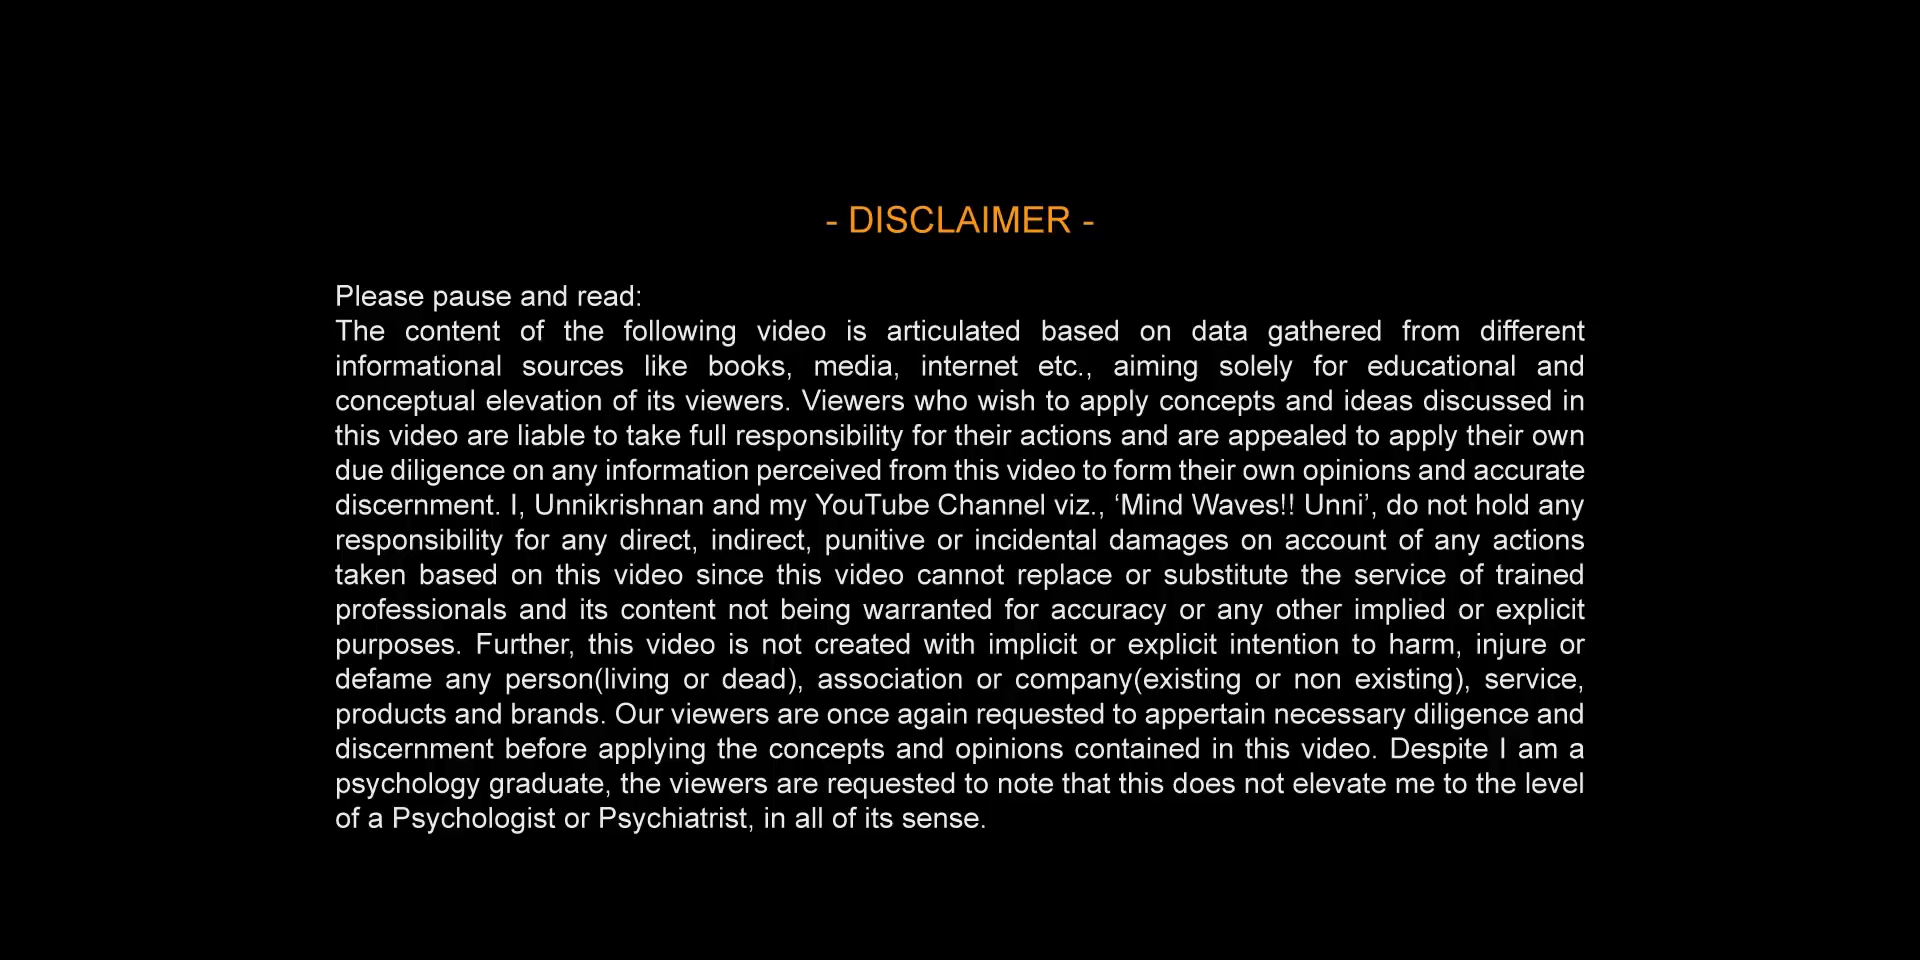 - DISCLAIMER -
Please pause and read:
The content of the following video is articulated based on data gathered from different
informational sources like books, media, internet etc., aiming solely for educational and
conceptual elevation of its viewers. Viewers who wish to apply concepts and ideas discussed in
this video are liable to take full responsibility for their actions and are appealed to apply their own
due diligence on any information perceived from this video to form their own opinions and accurate
discernment. I, Unnikrishnan and my YouTube Channel viz., ‘Mind Waves!! Unni’, do not hold any
responsibility for any direct, indirect, punitive or incidental damages on account of any actions
taken based on this video since this video cannot replace or substitute the service of trained
professionals and its content not being warranted for accuracy or any other implied or explicit
purposes. Further, this video is not created with implicit or explicit intention to harm, injure or
defame any person(living or dead), association or company(existing or non existing), service,
products and brands. Our viewers are once again requested to appertain necessary diligence and
discernment before applying the concepts and opinions contained in this video. Despite I am a
psychology graduate, the viewers are requested to note that this does not elevate me to the level
of a Psychologist or Psychiatrist, in all of its sense.